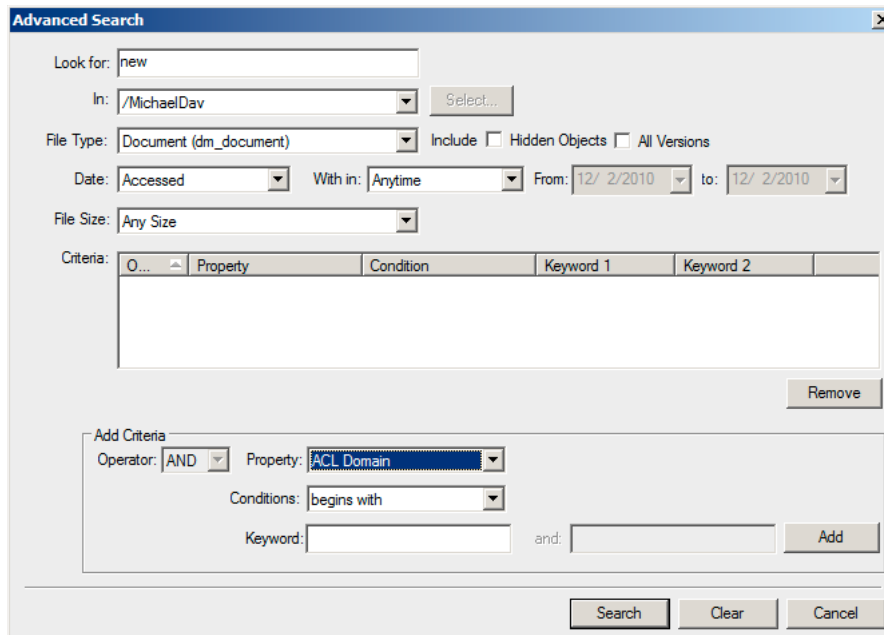 Advanced Search
Look for: new
In: /MichaelDav Select...
File Type: Document (dm_document) Include Hidden Objects All Versions
Date: Accessed With in: Anytime From: 12/ 2/2010 to: 12/ 2/2010
File Size: Any Size
Criteria: O... Property Condition Keyword 1 Keyword 2
Remove
Add Criteria
Operator: AND Property: ACL Domain
Conditions: begins with
Keyword: and: Add
Search Clear Cancel